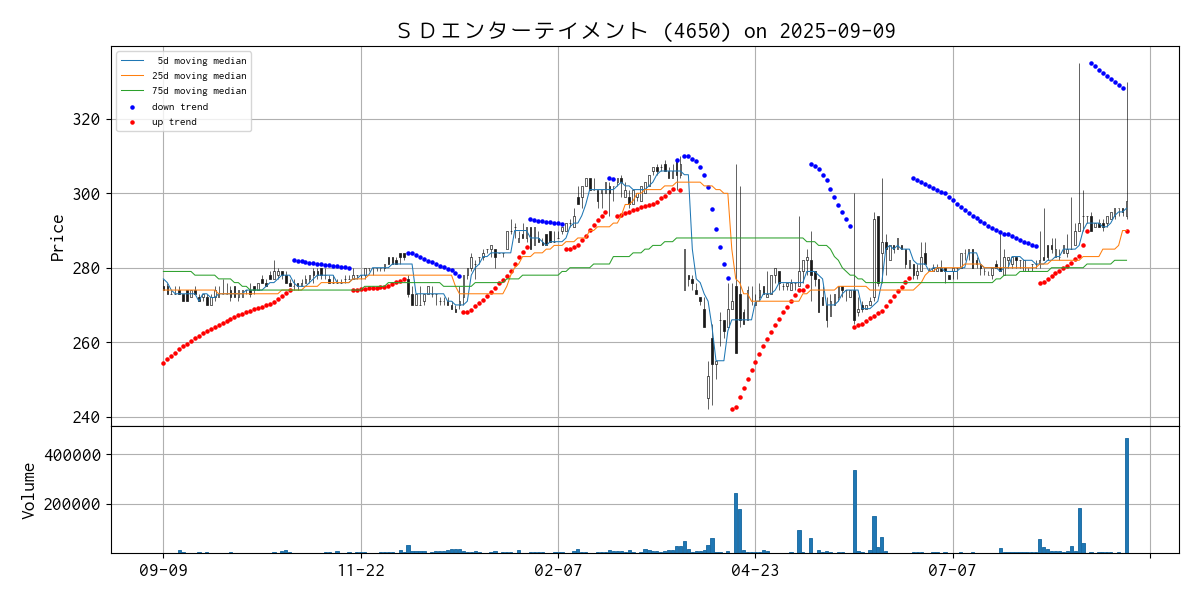 ＳＤエンターテイメント (4650) on 2025-09-09
5d moving median
25d moving median
75d moving median
down trend
up trend
Price
320
300
280
260
240
Volume
400000
200000
09-09
11-22
02-07
04-23
07-07